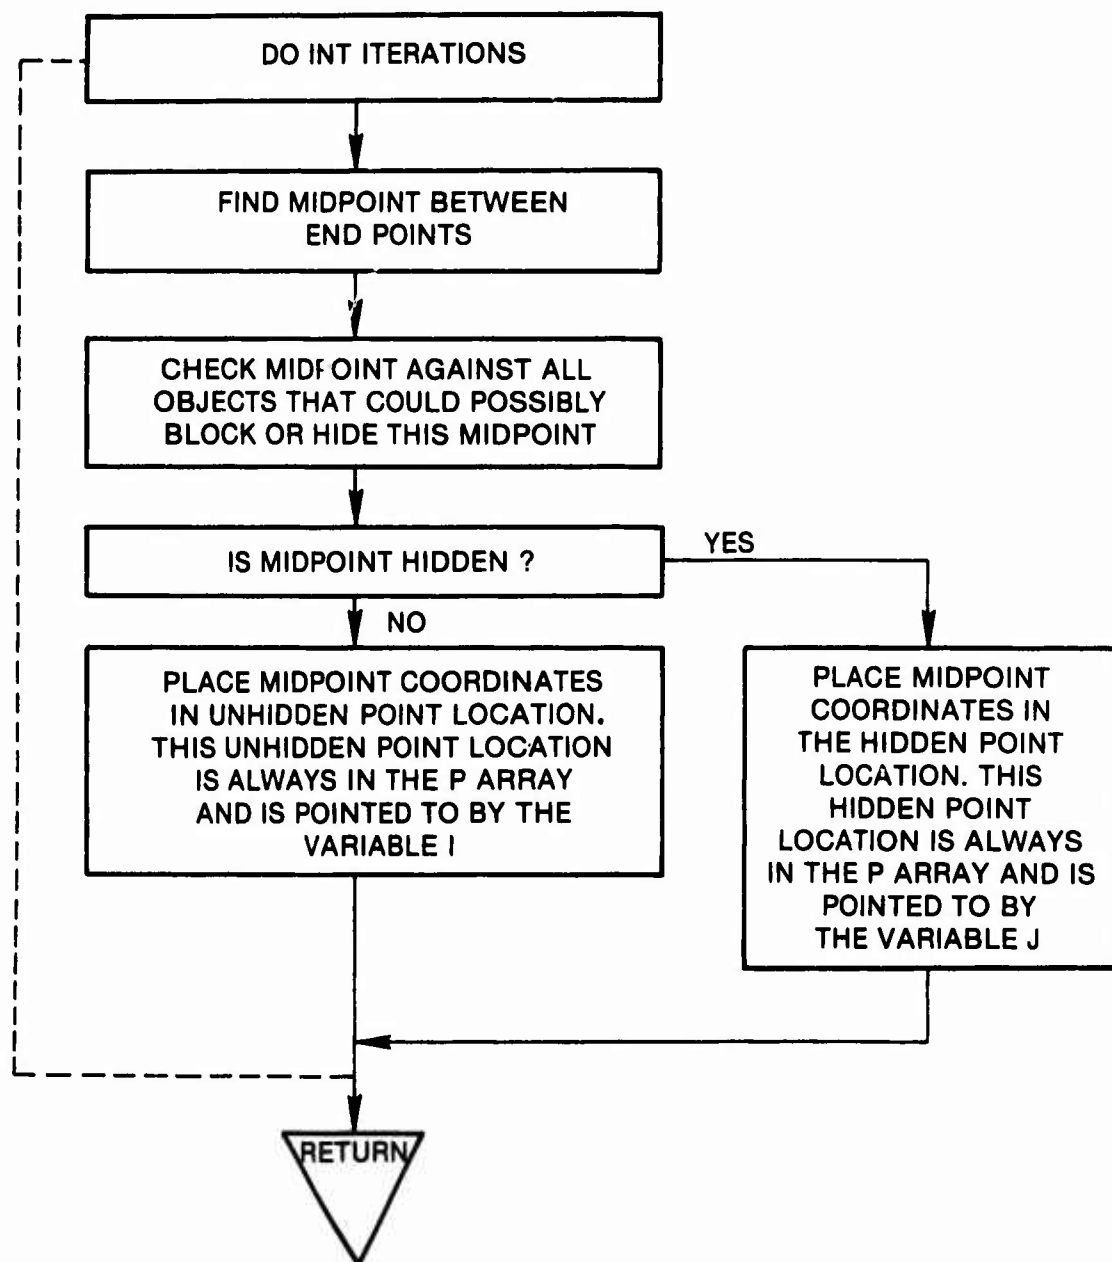 DO INT ITERATIONS
FIND MIDPOINT BETWEEN
END POINTS
CHECK MIDPOINT AGAINST ALL
OBJECTS THAT COULD POSSIBLY
BLOCK OR HIDE THIS MIDPOINT
IS MIDPOINT HIDDEN ?
YES
NO
PLACE MIDPOINT COORDINATES
IN UNHIDDEN POINT LOCATION.
THIS UNHIDDEN POINT LOCATION
IS ALWAYS IN THE P ARRAY
AND IS POINTED TO BY THE
VARIABLE I
PLACE MIDPOINT
COORDINATES IN
THE HIDDEN POINT
LOCATION. THIS
HIDDEN POINT
LOCATION IS ALWAYS
IN THE P ARRAY AND IS
POINTED TO BY
THE VARIABLE J
RETURN